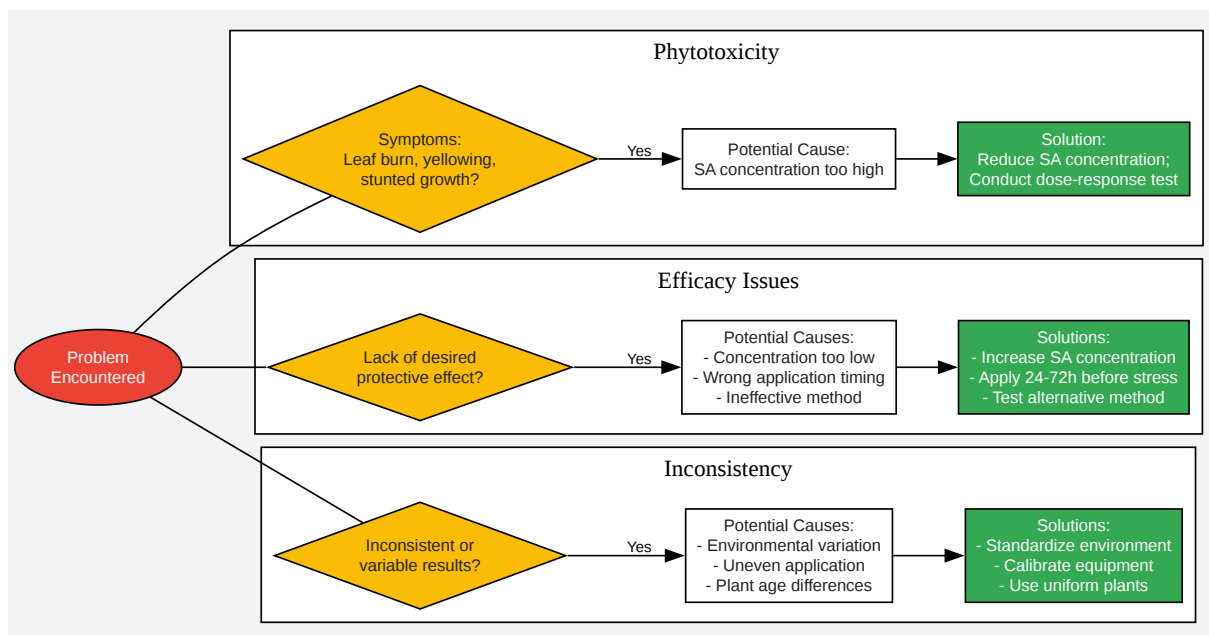 Phytotoxicity
Symptoms:
Leaf burn, yellowing,
stunted growth?
Yes
Potential Cause:
SA concentration too high
Solution:
Reduce SA concentration;
Conduct dose-response test
Problem
Encountered
Efficacy Issues
Lack of desired
protective effect?
Yes
Potential Causes:
- Concentration too low
- Wrong application timing
- Ineffective method
Solutions:
- Increase SA concentration
- Apply 24-72h before stress
- Test alternative method
Inconsistency
Inconsistent or
variable results?
Yes
Potential Causes:
- Environmental variation
- Uneven application
- Plant age differences
Solutions:
- Standardize environment
- Calibrate equipment
- Use uniform plants